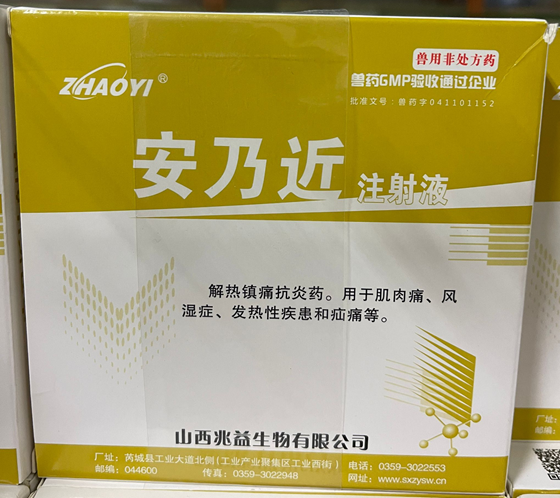 ZHAOYI®
兽用非处方药
兽药GMP验收通过企业
批准文号：兽药字041101152
安乃近 注射液
解热镇痛抗炎药。用于肌肉痛、风
湿症、发热性疾患和疝痛等。
山西兆益生物有限公司
厂址：芮城县工业大道北侧(工业产业聚集区工业西街) 电话：0359-3022553
邮编：044600 传真：0359-3022948 网址：www.sxzysw.cn
厂址：
邮编：